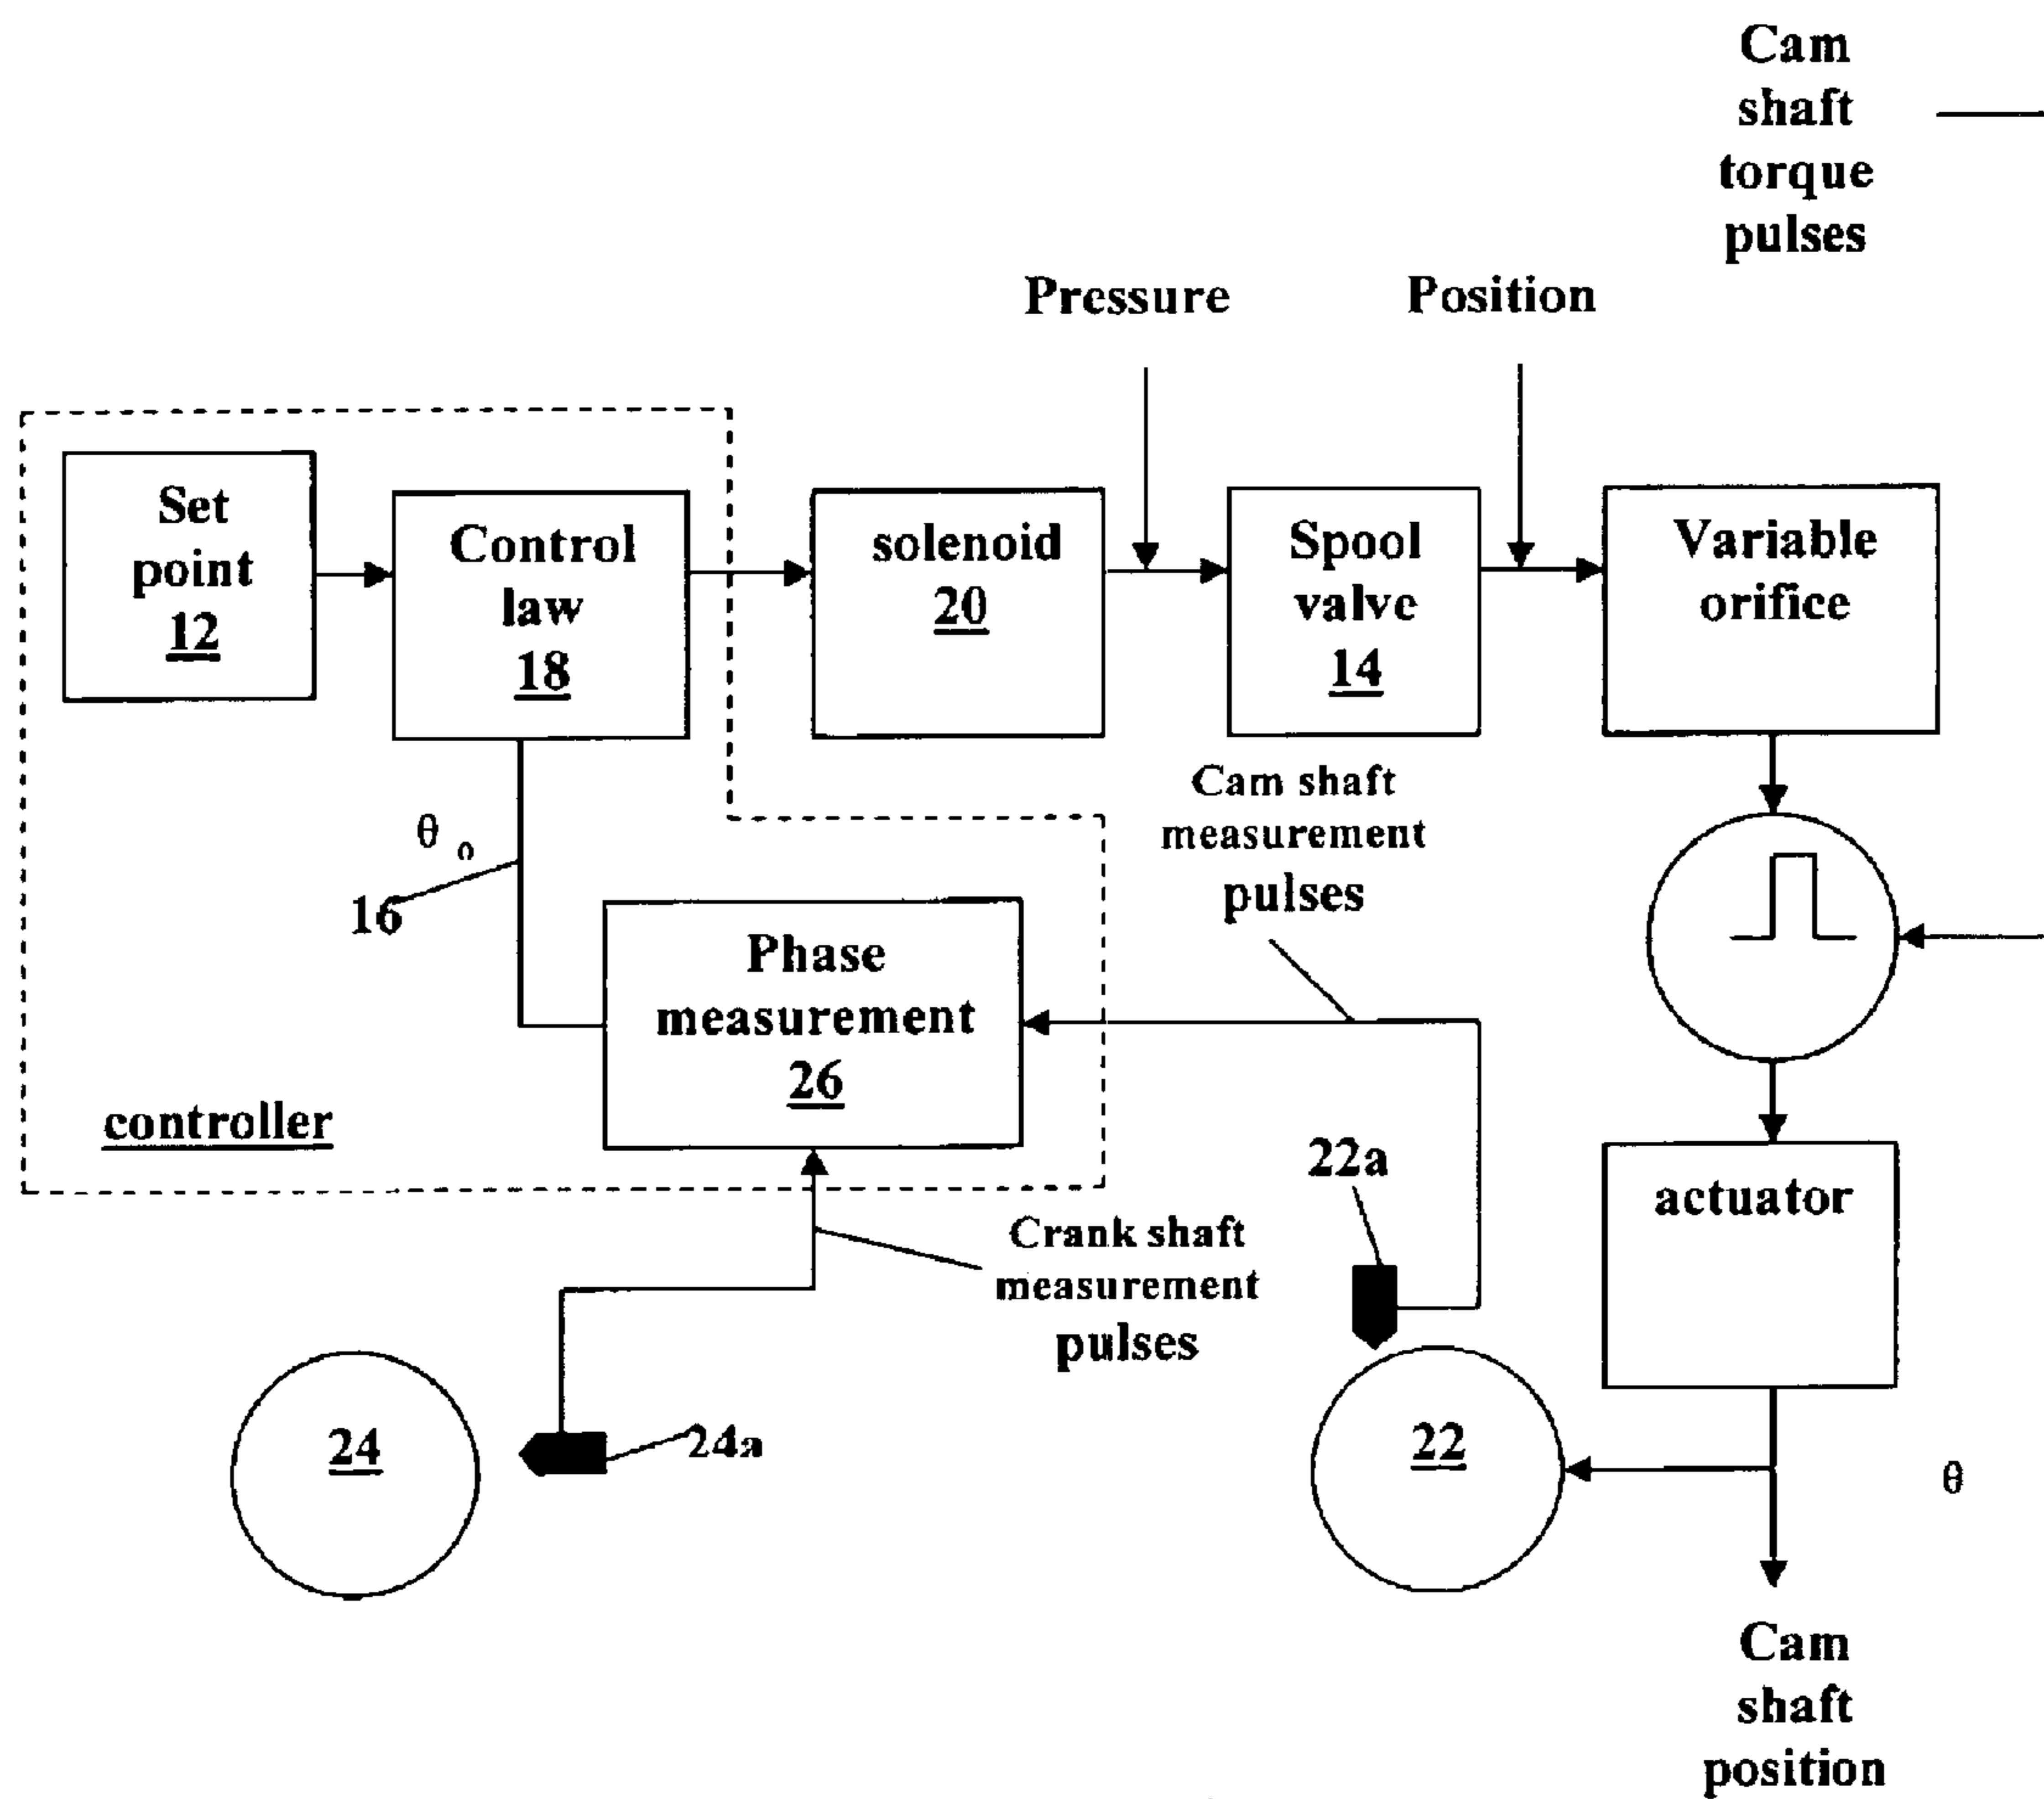 Cam
shaft
torque
pulses
Pressure
Position
Set
point
12
Control
law
18
solenoid
20
Spool
valve
14
Variable
orifice
θ o
16
Cam shaft
measurement
pulses
Phase
measurement
26
controller
22a
actuator
Crank shaft
measurement
pulses
24
24a
22
θ
Cam
shaft
position